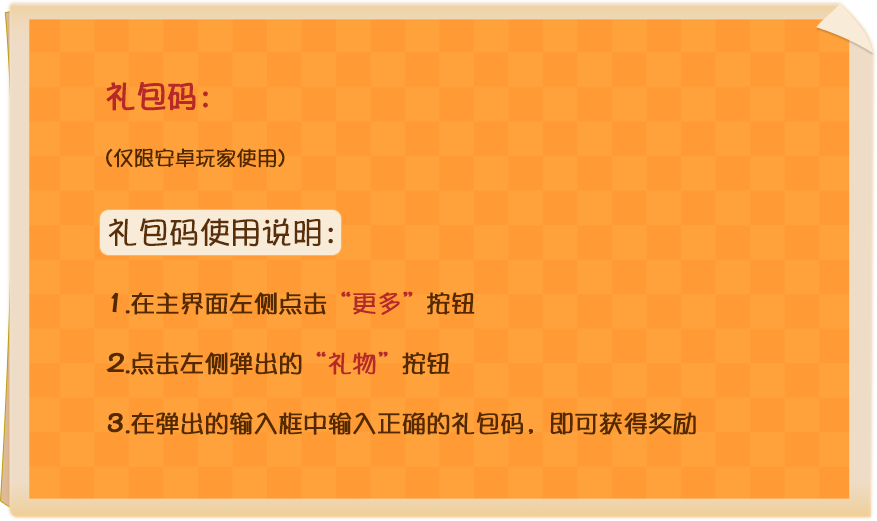 礼包码：
（仅限安卓玩家使用）
礼包码使用说明：
1.在主界面左侧点击“更多”按钮
2.点击左侧弹出的“礼物”按钮
3.在弹出的输入框中输入正确的礼包码，即可获得奖励